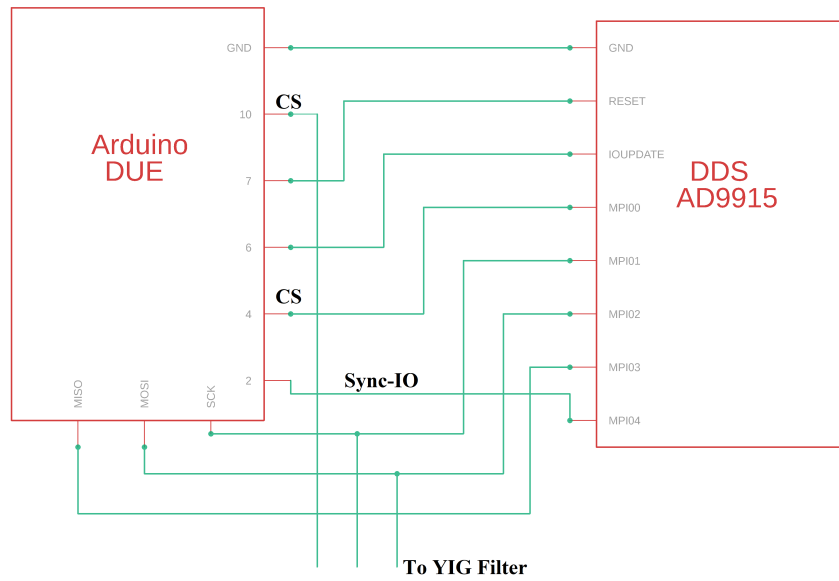 GND
10
CS
7
6
4
CS
2
Sync-IO
Arduino
DUE
MISO
MOSI
SCK
GND
RESET
IOUPDATE
MPI00
MPI01
MPI02
MPI03
MPI04
DDS
AD9915
To YIG Filter